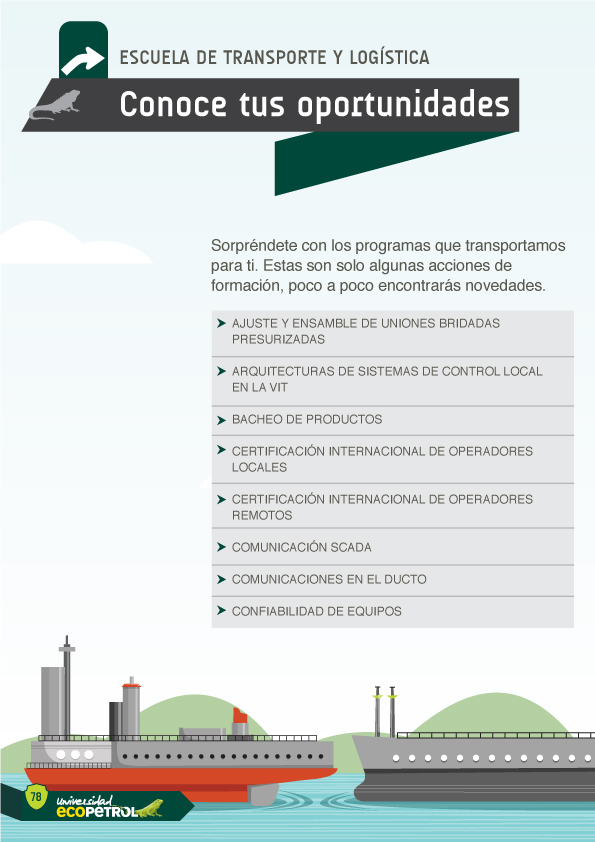 ESCUELA DE TRANSPORTE Y LOGÍSTICA
Conoce tus oportunidades
Sorpréndete con los programas que transportamos
para ti. Estas son solo algunas acciones de
formación, poco a poco encontrarás novedades.
AJUSTE Y ENSAMBLE DE UNIONES BRIDADAS
PRESURIZADAS
ARQUITECTURAS DE SISTEMAS DE CONTROL LOCAL
EN LA VIT
BACHEO DE PRODUCTOS
CERTIFICACIÓN INTERNACIONAL DE OPERADORES
LOCALES
CERTIFICACIÓN INTERNACIONAL DE OPERADORES
REMOTOS
COMUNICACIÓN SCADA
COMUNICACIONES EN EL DUCTO
CONFIABILIDAD DE EQUIPOS
78
universidad
ECOPETROL